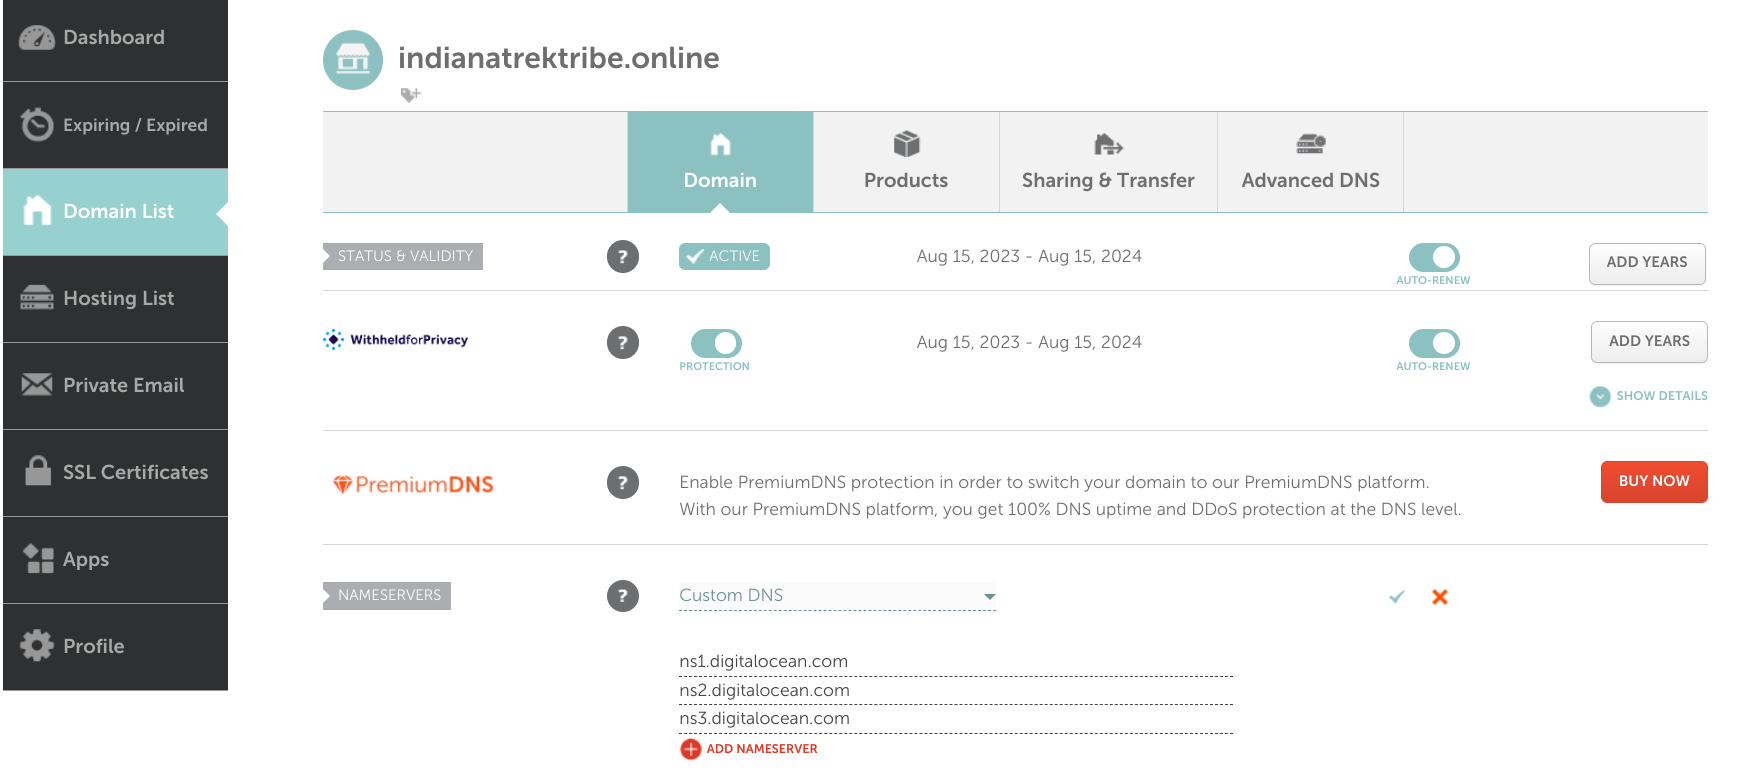 Dashboard
Expiring / Expired
Domain List
Hosting List
Private Email
SSL Certificates
Apps
Profile
indianatrektribe.online
Domain
Products
Sharing & Transfer
Advanced DNS
STATUS & VALIDITY
?
ACTIVE
Aug 15, 2023 - Aug 15, 2024
AUTO-RENEW
ADD YEARS
WithheldforPrivacy
?
PROTECTION
Aug 15, 2023 - Aug 15, 2024
AUTO-RENEW
ADD YEARS
SHOW DETAILS
PremiumDNS
?
Enable PremiumDNS protection in order to switch your domain to our PremiumDNS platform.
With our PremiumDNS platform, you get 100% DNS uptime and DDoS protection at the DNS level.
BUY NOW
NAMESERVERS
?
Custom DNS
ns1.digitalocean.com
ns2.digitalocean.com
ns3.digitalocean.com
ADD NAMESERVER